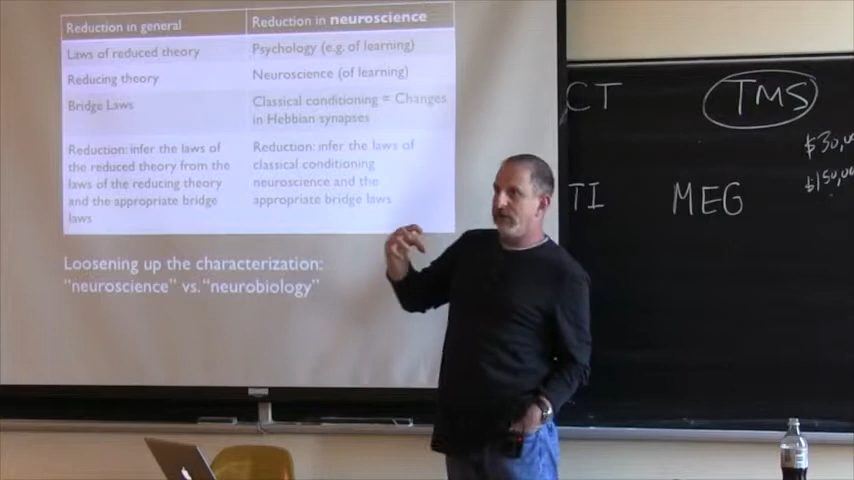 Reduction in general
Reduction in neuroscience
Laws of reduced theory
Psychology (e.g. of learning)
Reducing theory
Neuroscience (of learning)
Bridge Laws
Classical conditioning = Changes
in Hebbian synapses
Reduction: infer the laws of
the reduced theory from the
laws of the reducing theory
and the appropriate bridge
laws
Reduction: infer the laws of
classical conditioning
neuroscience and the
appropriate bridge laws
Loosening up the characterization:
"neuroscience" vs. "neurobiology"
CT
TMS
TI
MEG